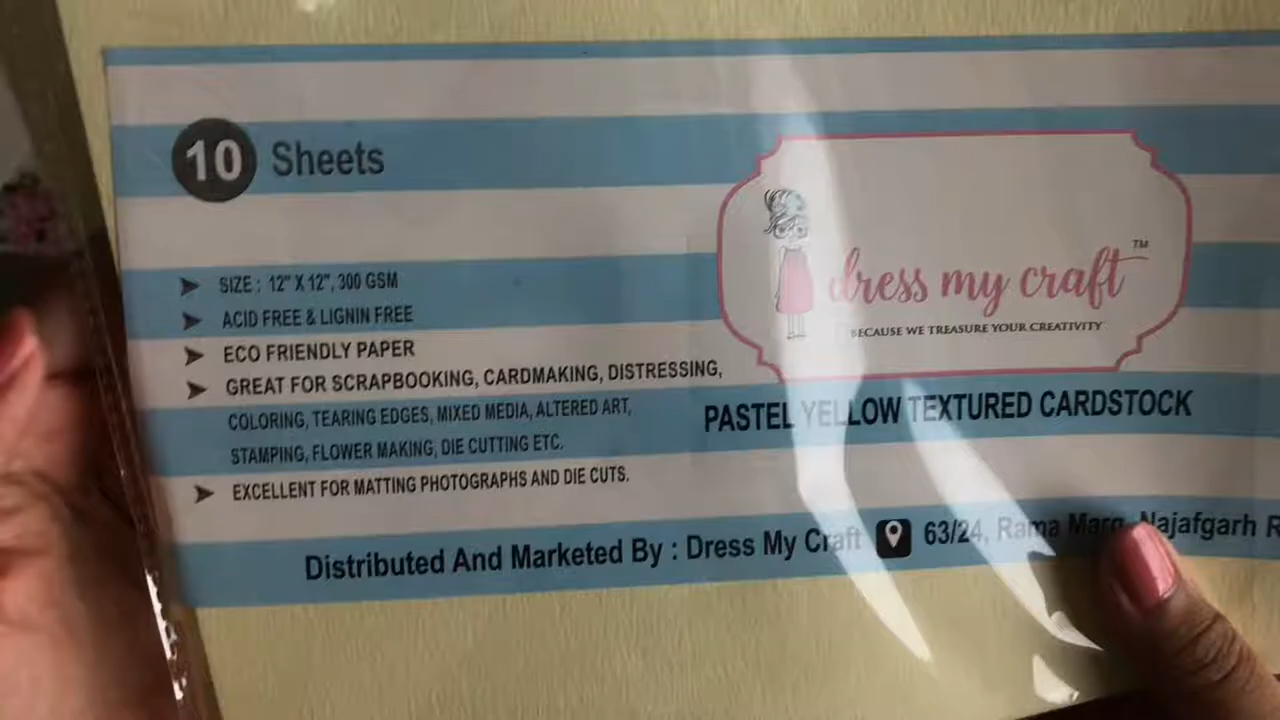 10 Sheets
SIZE : 12" X 12", 300 GSM
ACID FREE & LIGNIN FREE
ECO FRIENDLY PAPER
GREAT FOR SCRAPBOOKING, CARDMAKING, DISTRESSING,
COLORING, TEARING EDGES, MIXED MEDIA, ALTERED ART,
STAMPING, FLOWER MAKING, DIE CUTTING ETC.
EXCELLENT FOR MATTING PHOTOGRAPHS AND DIE CUTS.
dress my craft™
BECAUSE WE TREASURE YOUR CREATIVITY
PASTEL YELLOW TEXTURED CARDSTOCK
Distributed And Marketed By : Dress My Craft 63/24, Rama Marg, Najafgarh